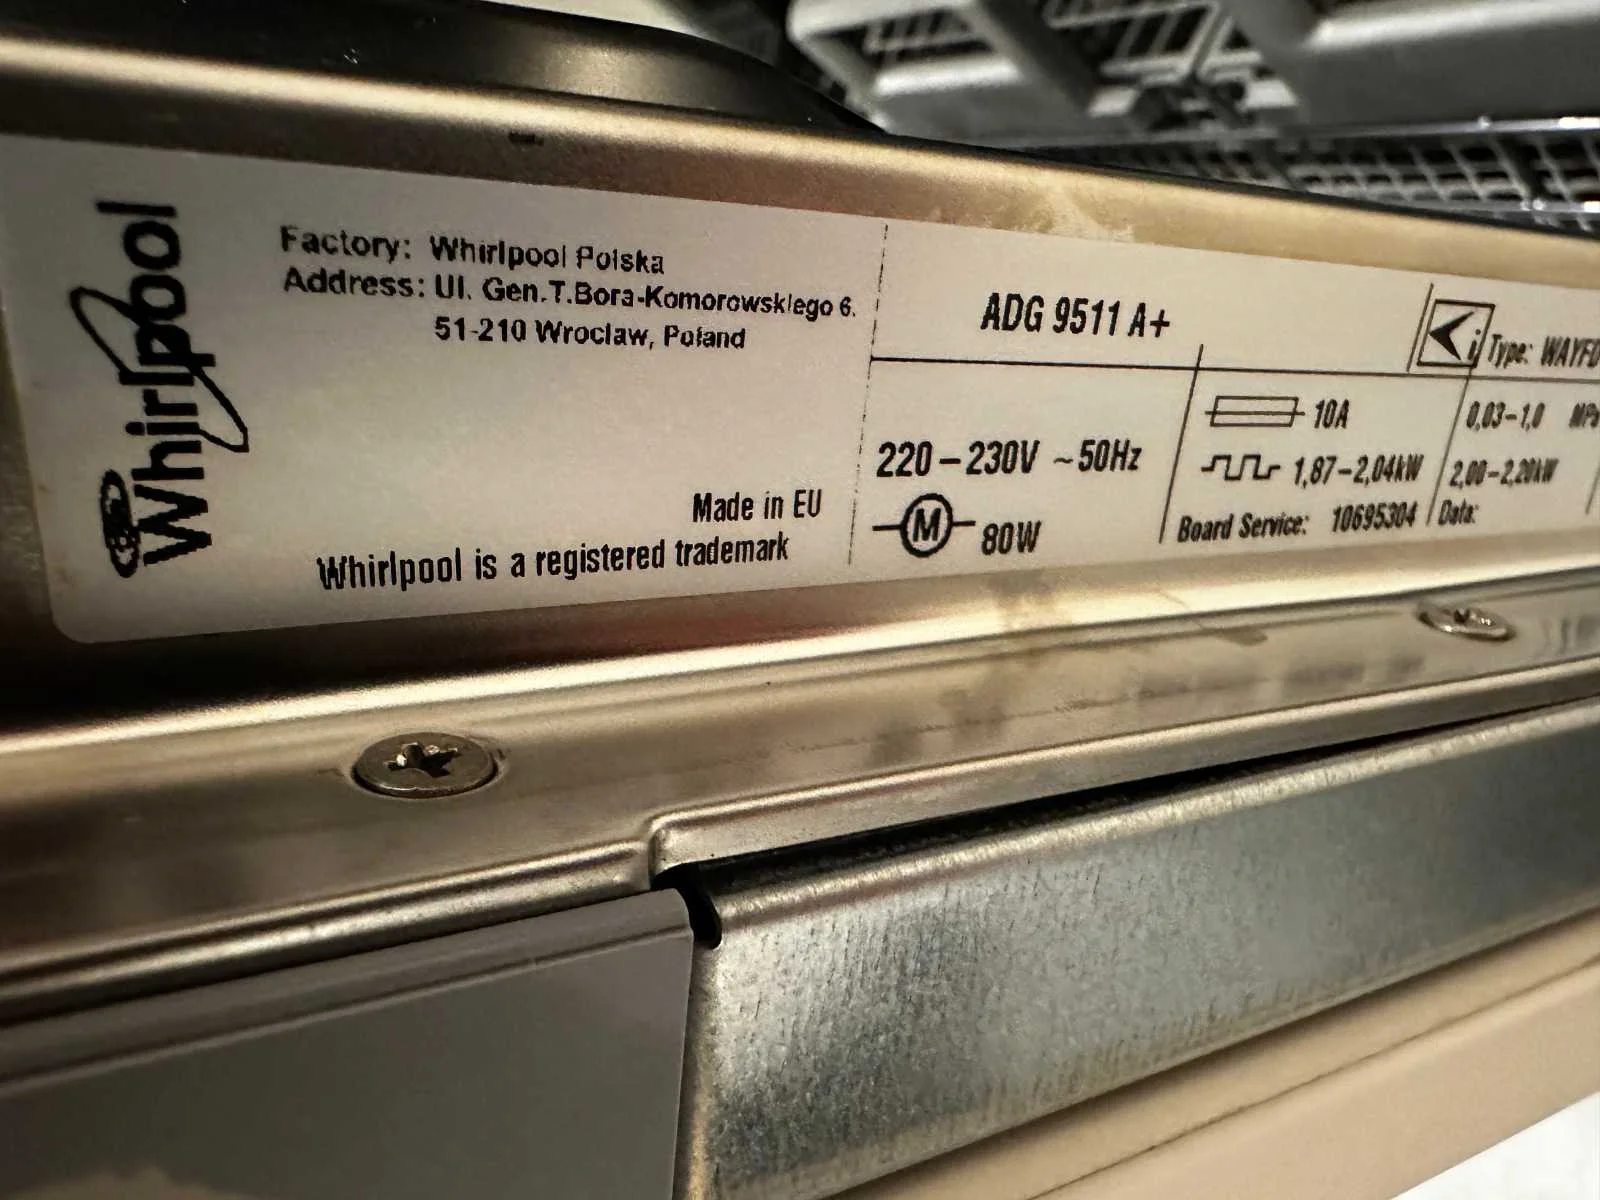 Whirlpool
Factory: Whirlpool Polska
Address: Ul. Gen.T.Bora-Komorowskiego 6.
51-210 Wroclaw, Poland
Made in EU
Whirlpool is a registered trademark
ADG 9511 A+
i Type: WAYFD
220-230V ~50Hz
M 80W
10A
1,87-2,04kW
Board Service: 10695304
0,03-1,0 MPa
2,00-2,20kW
Data: